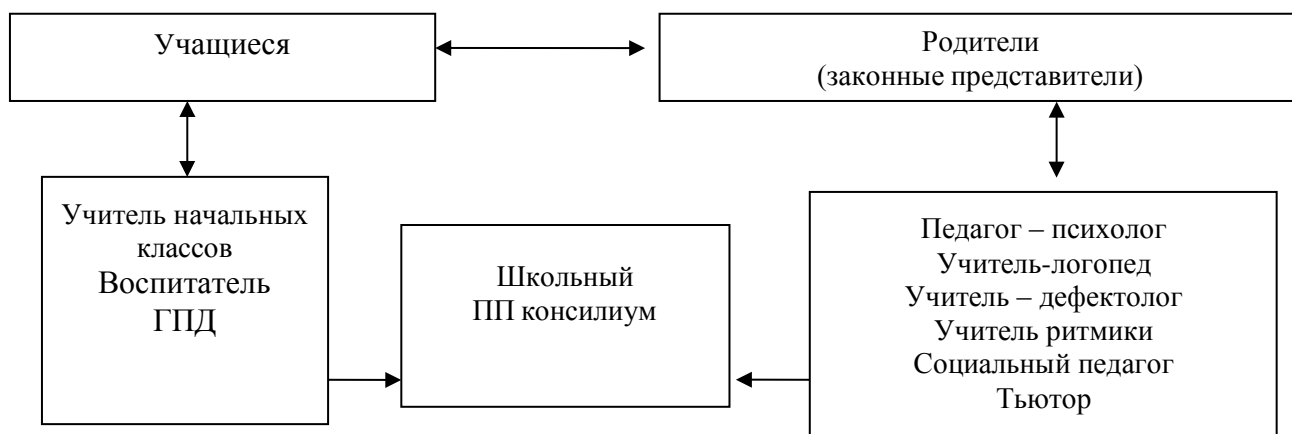 Учащиеся
Родители
(законные представители)
Учитель начальных
классов
Воспитатель
ГПД
Школьный
ПП консилиум
Педагог – психолог
Учитель-логопед
Учитель – дефектолог
Учитель ритмики
Социальный педагог
Тьютор